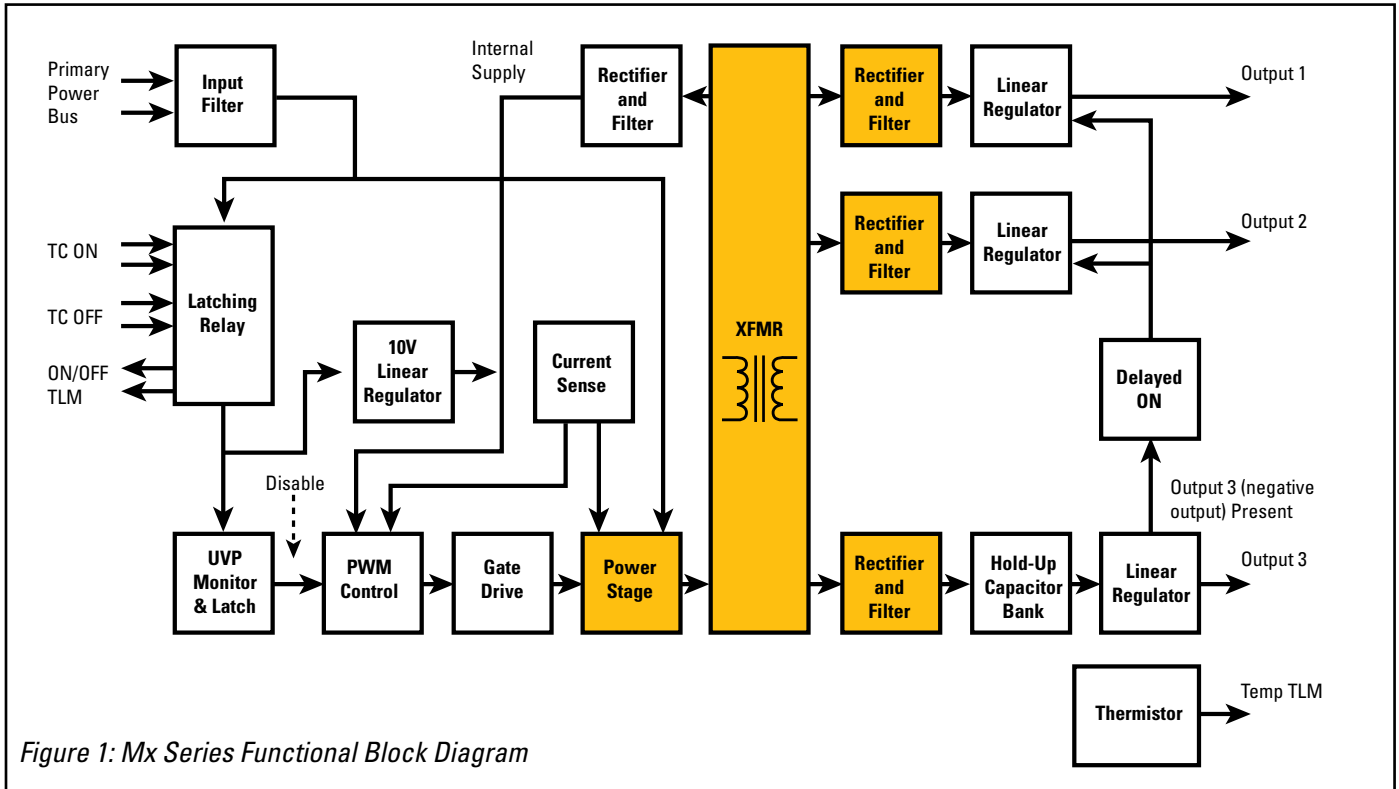 Primary
Power
Bus
Input
Filter
Internal
Supply
Rectifier
and
Filter
Rectifier
and
Filter
Linear
Regulator
Output 1
TC ON
TC OFF
ON/OFF
TLM
Latching
Relay
10V
Linear
Regulator
Current
Sense
XFMR
Rectifier
and
Filter
Linear
Regulator
Output 2
Delayed
ON
Output 3 (negative
output) Present
Disable
UVP
Monitor
& Latch
PWM
Control
Gate
Drive
Power
Stage
Rectifier
and
Filter
Hold-Up
Capacitor
Bank
Linear
Regulator
Output 3
Thermistor
Temp TLM
Figure 1: Mx Series Functional Block Diagram